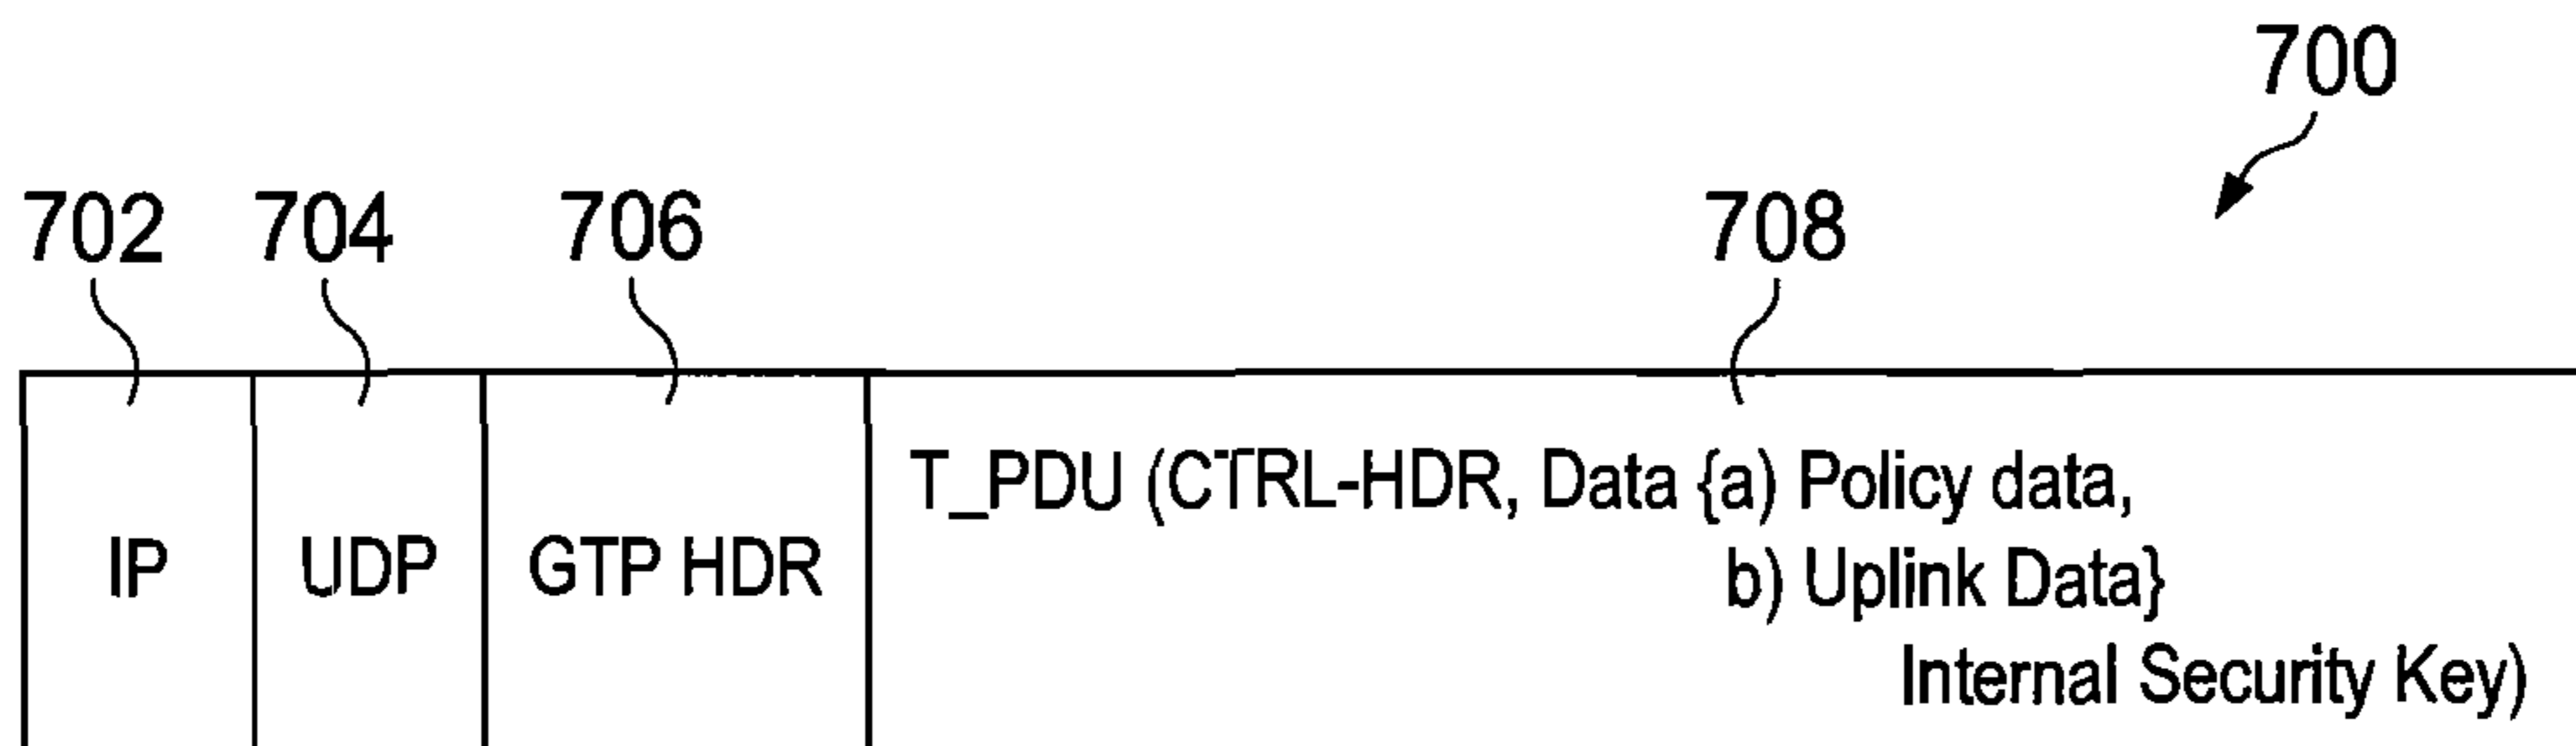 700
702 704 706 708
T_PDU (CTRL-HDR, Data {a) Policy data,
IP UDP GTP HDR b) Uplink Data}
Internal Security Key)